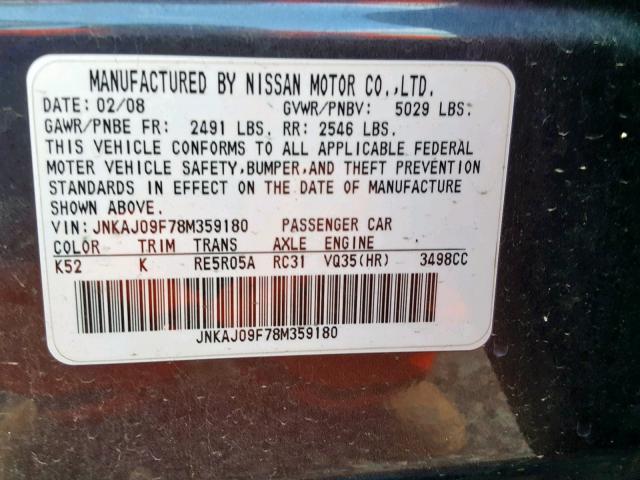 MANUFACTURED BY NISSAN MOTOR CO.,LTD.
DATE: 02/08 GVWR/PNBV: 5029 LBS.
GAWR/PNBE FR: 2491 LBS. RR: 2546 LBS.
THIS VEHICLE CONFORMS TO ALL APPLICABLE FEDERAL
MOTOR VEHICLE SAFETY,BUMPER,AND THEFT PREVENTION
STANDARDS IN EFFECT ON THE DATE OF MANUFACTURE
SHOWN ABOVE.
VIN:JNKAJ09F78M359180 PASSENGER CAR
COLOR TRIM TRANS AXLE ENGINE
K52 K RE5R05A RC31 VQ35(HR) 3498CC
JNKAJ09F78M359180